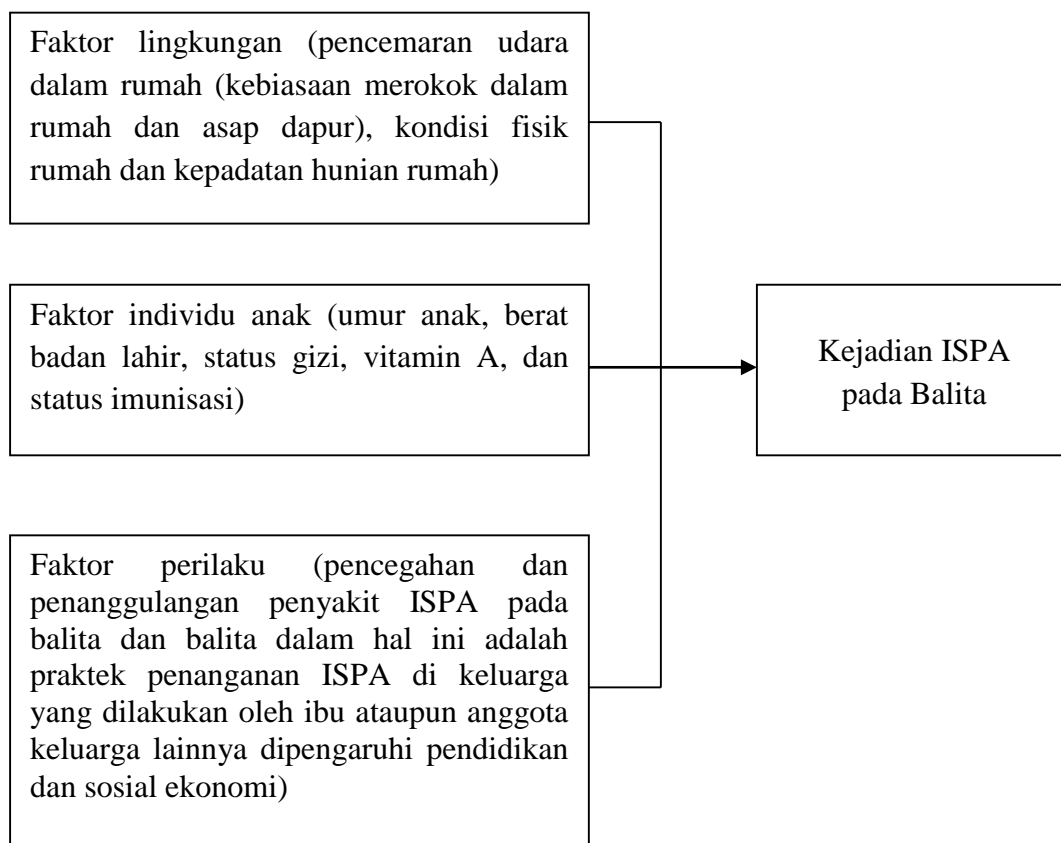 Faktor lingkungan (pencemaran udara
dalam rumah (kebiasaan merokok dalam
rumah dan asap dapur), kondisi fisik
rumah dan kepadatan hunian rumah)
Faktor individu anak (umur anak, berat
badan lahir, status gizi, vitamin A, dan
status imunisasi)
Kejadian ISPA
pada Balita
Faktor perilaku (pencegahan dan
penanggulangan penyakit ISPA pada
balita dan balita dalam hal ini adalah
praktek penanganan ISPA di keluarga
yang dilakukan oleh ibu ataupun anggota
keluarga lainnya dipengaruhi pendidikan
dan sosial ekonomi)